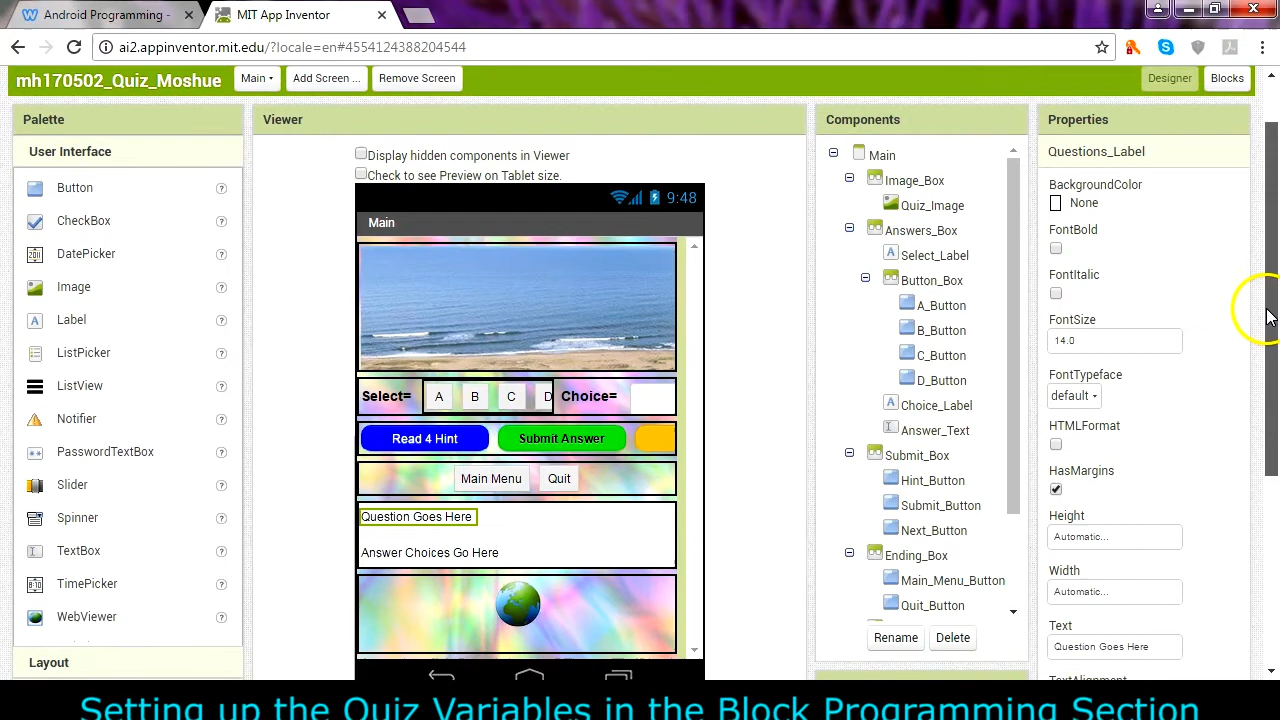 Android Programming -
MIT App Inventor
ai2.appinventor.mit.edu/?locale=en#4554124388204544
mh170502_Quiz_Moshue
Main
Add Screen ...
Remove Screen
Designer
Blocks
Palette
User Interface
Button
?
CheckBox
?
DatePicker
?
Image
?
Label
?
ListPicker
?
ListView
?
Notifier
?
PasswordTextBox
?
Slider
?
Spinner
?
TextBox
?
TimePicker
?
WebViewer
?
Layout
Viewer
Display hidden components in Viewer
Check to see Preview on Tablet size.
9:48
Main
Select=
A
B
C
D
Choice=
Read 4 Hint
Submit Answer
Main Menu
Quit
Question Goes Here
Answer Choices Go Here
Components
Main
Image_Box
Quiz_Image
Answers_Box
Select_Label
Button_Box
A_Button
B_Button
C_Button
D_Button
Choice_Label
Answer_Text
Submit_Box
Hint_Button
Submit_Button
Next_Button
Ending_Box
Main_Menu_Button
Quit_Button
Rename
Delete
Properties
Questions_Label
BackgroundColor
None
FontBold
FontItalic
FontSize
14.0
FontTypeface
default
HTMLFormat
HasMargins
Height
Automatic...
Width
Automatic...
Text
Question Goes Here
TextAlignment
Setting up the Quiz Variables in the Block Programming Section